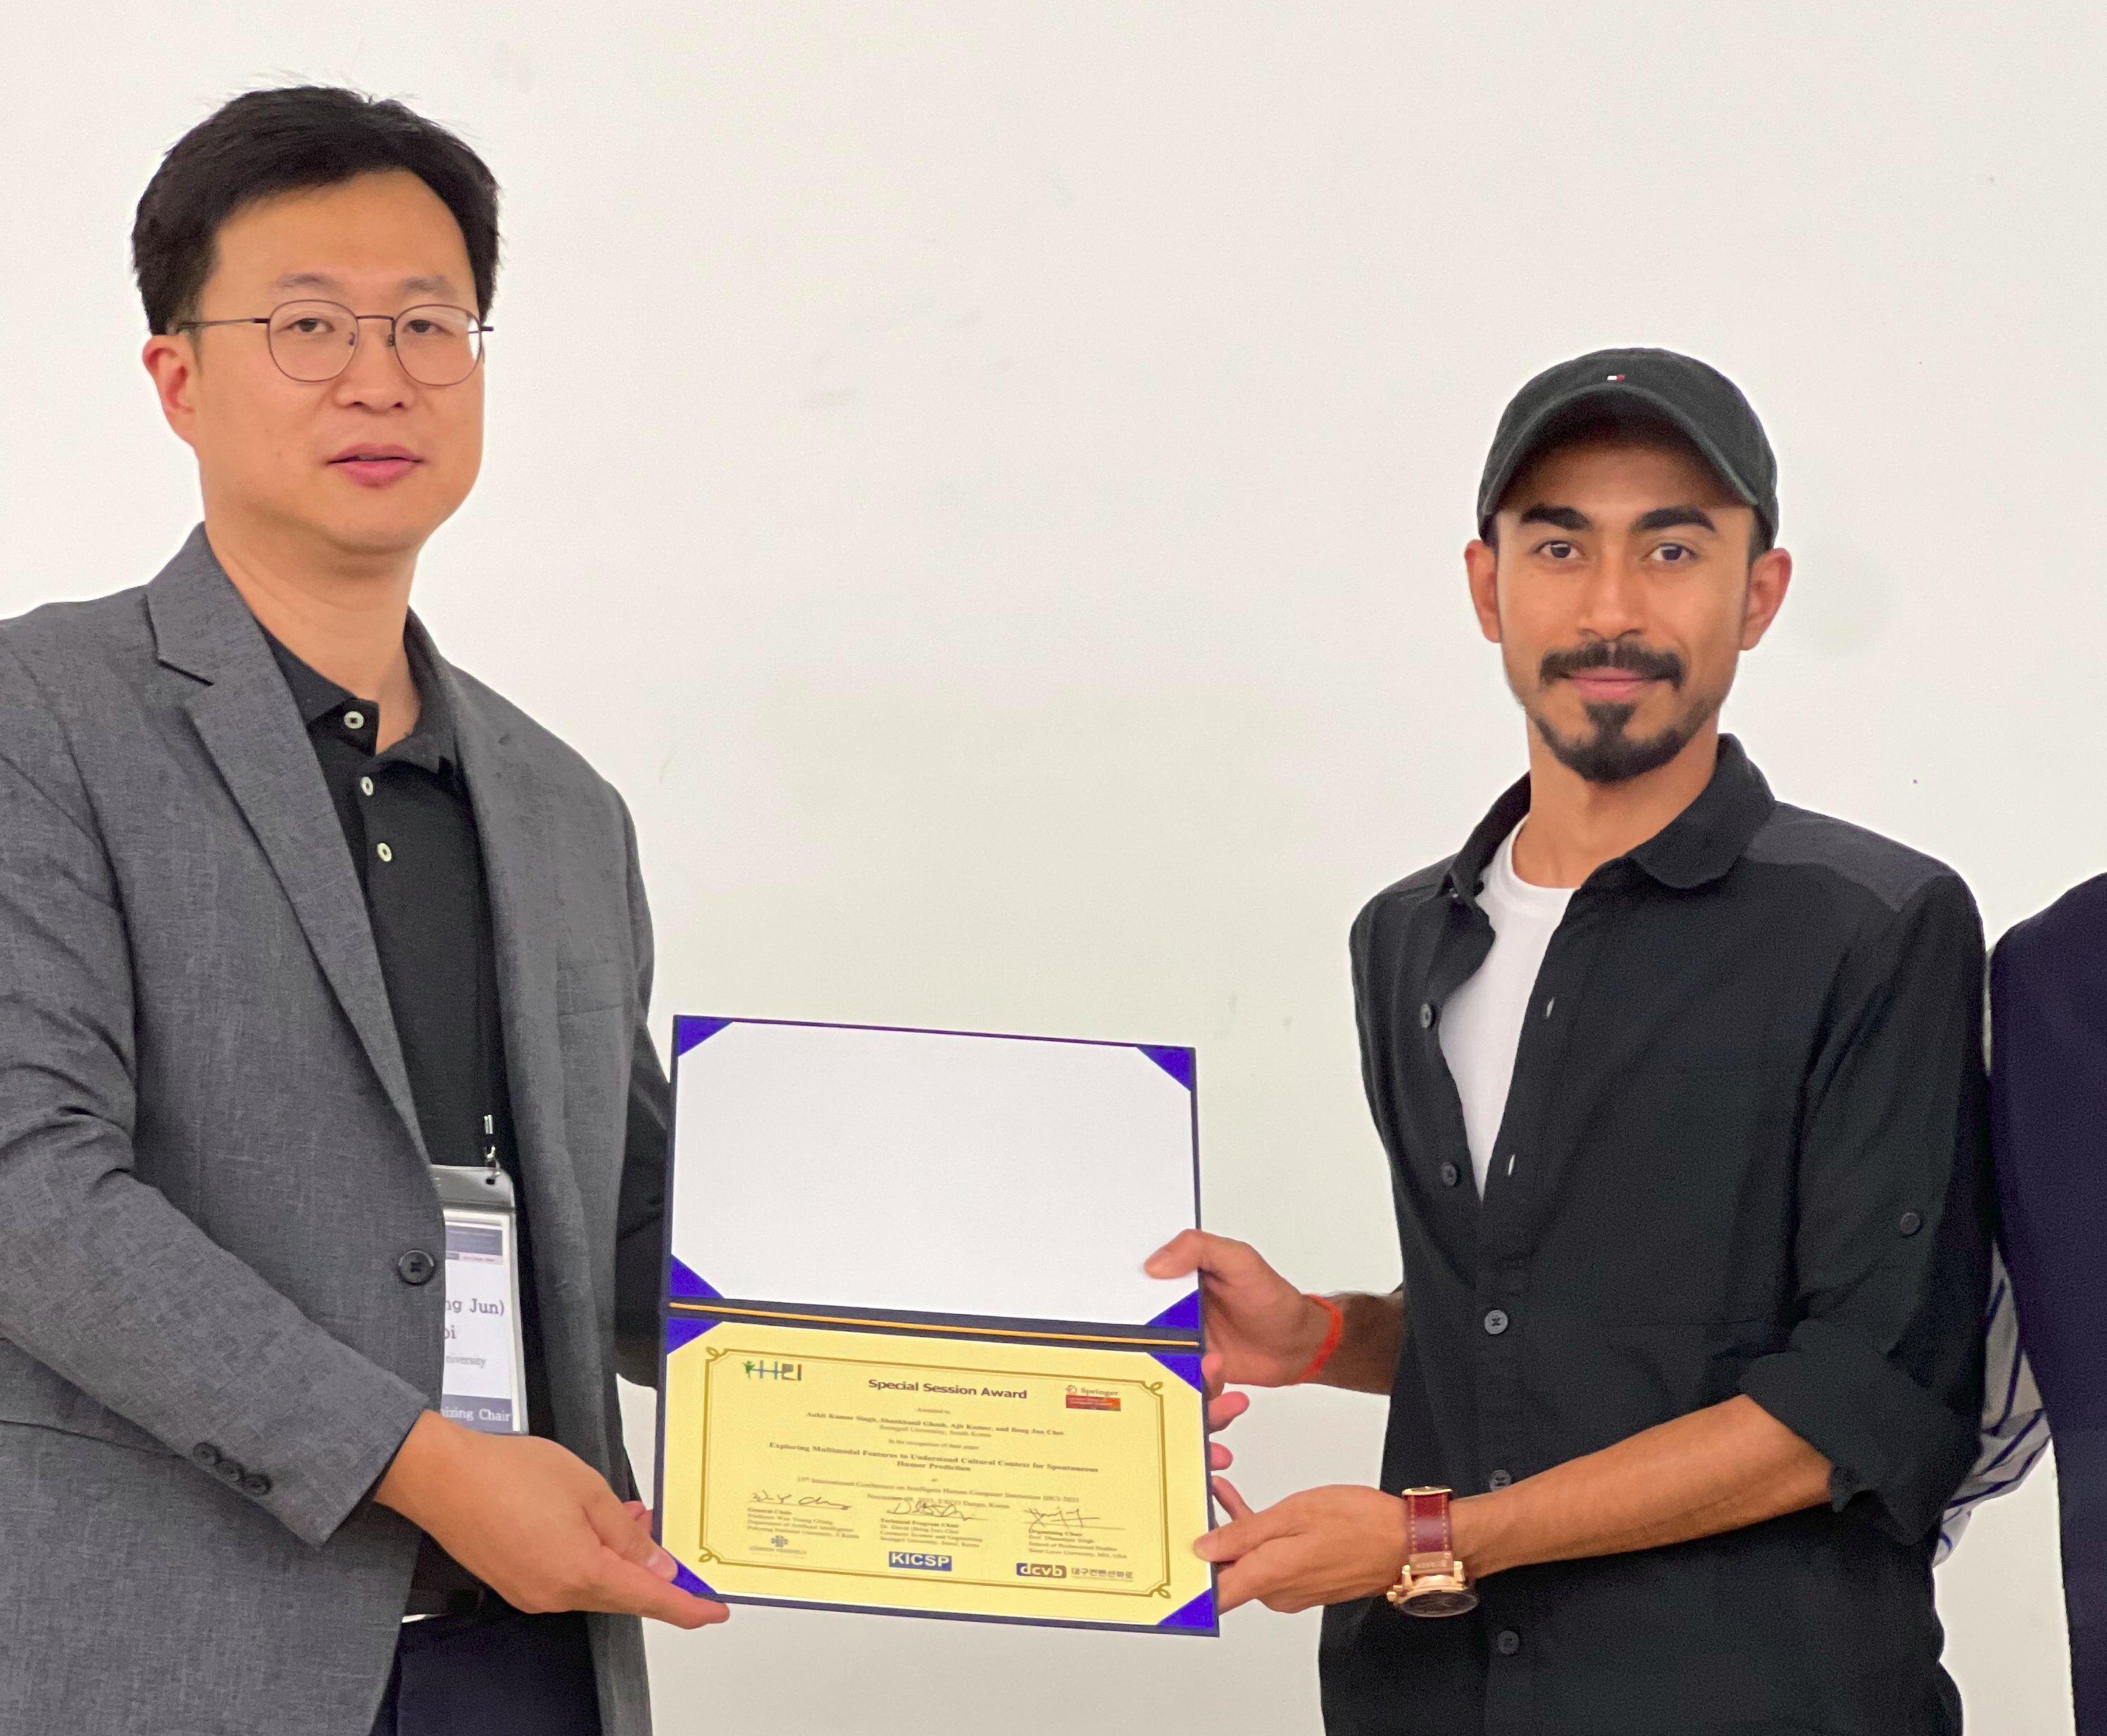 ng Jun)
oi
niversity
nizing Chair
IHCI
Special Session Award
Springer
Awarded to
Ankit Kumar Singh, Shankhanil Ghosh, Ajit Kumar, and Bong Jun Choi
Soongsil University, South Korea
In the recognition of their paper
Exploring Multimodal Features to Understand Cultural Context for Spontaneous
Humor Prediction
at
15th International Conference on Intelligent Human Computer Interaction IHCI-2023
November 2023, EXCO Daegu, Korea
General Chair
Professor Wan Young Chung
Department of Artificial Intelligence
Pukyong National University, S Korea
Technical Program Chair
Dr. David (Bong Jun) Choi
Computer Science and Engineering
Soongsil University, Seoul, Korea
Organizing Chair
Prof. Dhananjay Singh
School of Professional Studies
Saint Louis University, MO, USA
KICSP
dcvb 대구컨벤션뷰로